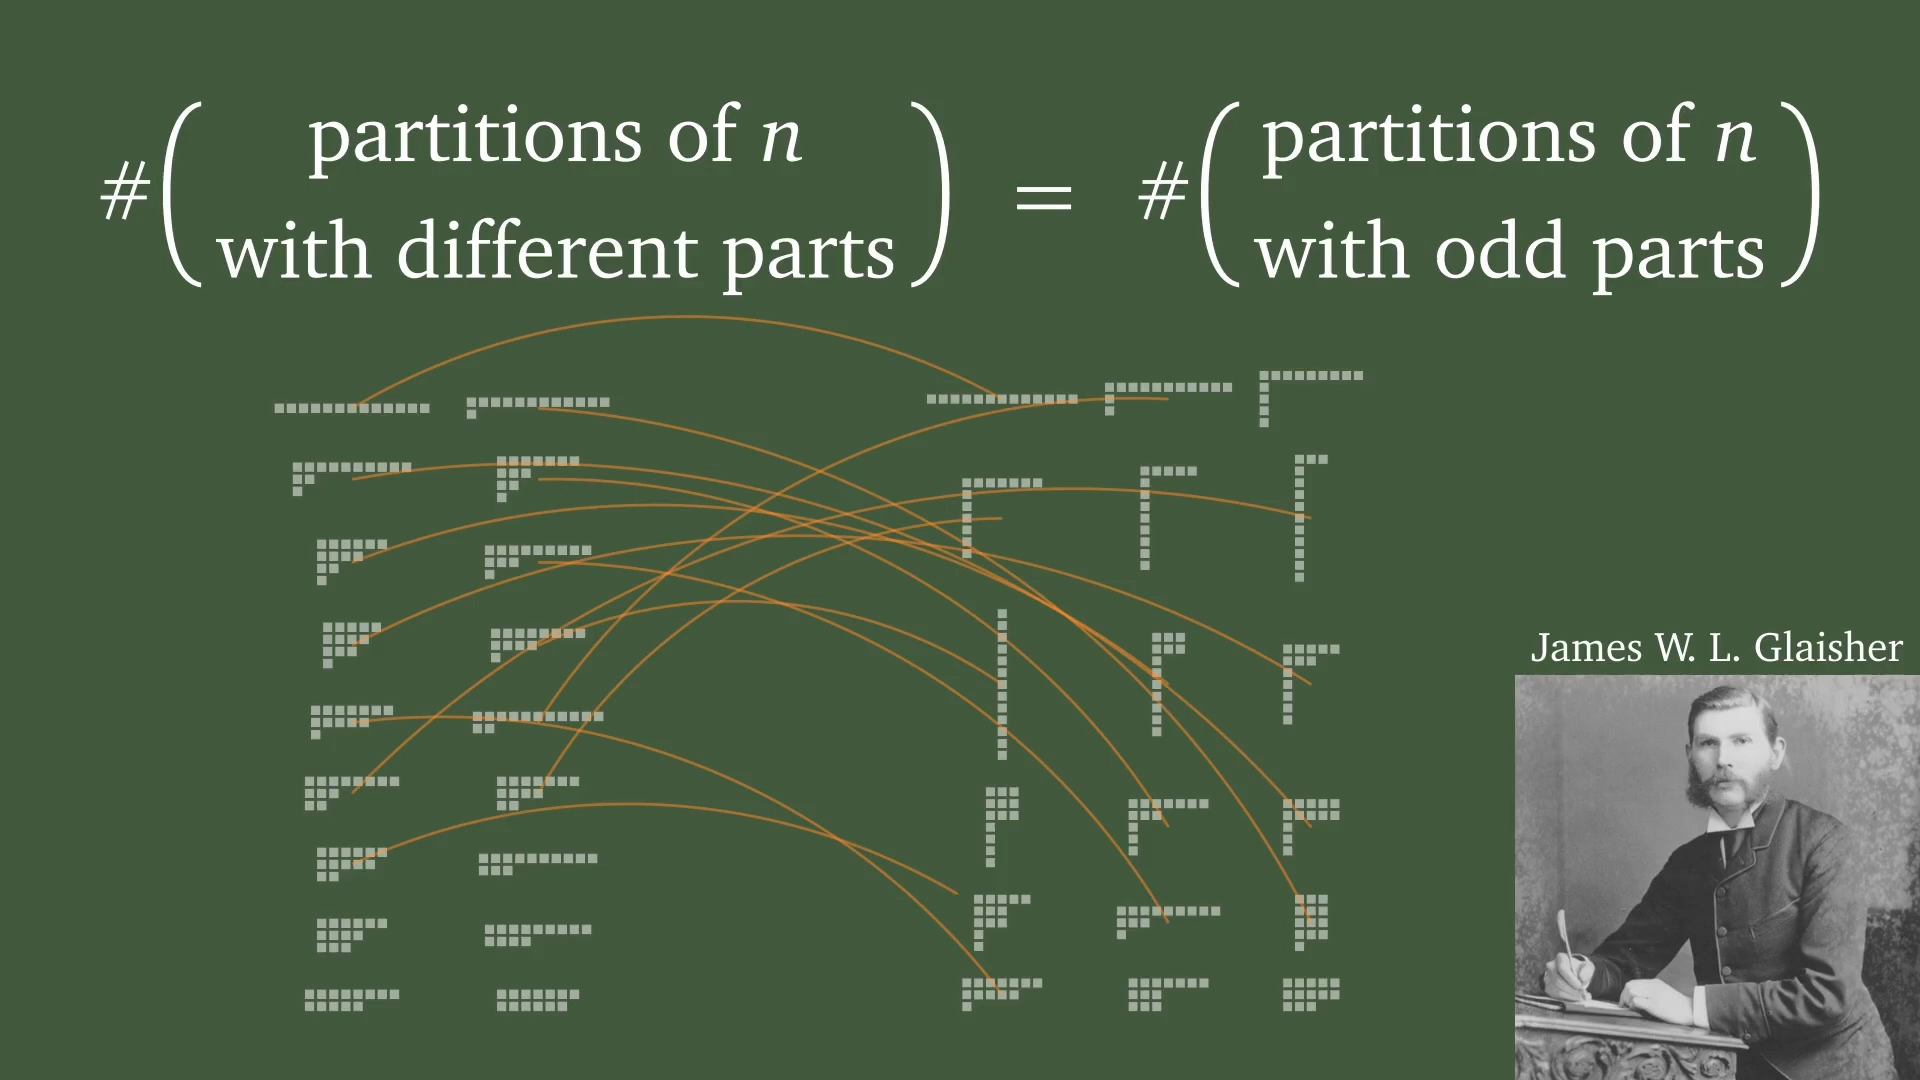 #( partitions of n with different parts ) = #( partitions of n with odd parts )
James W. L. Glaisher